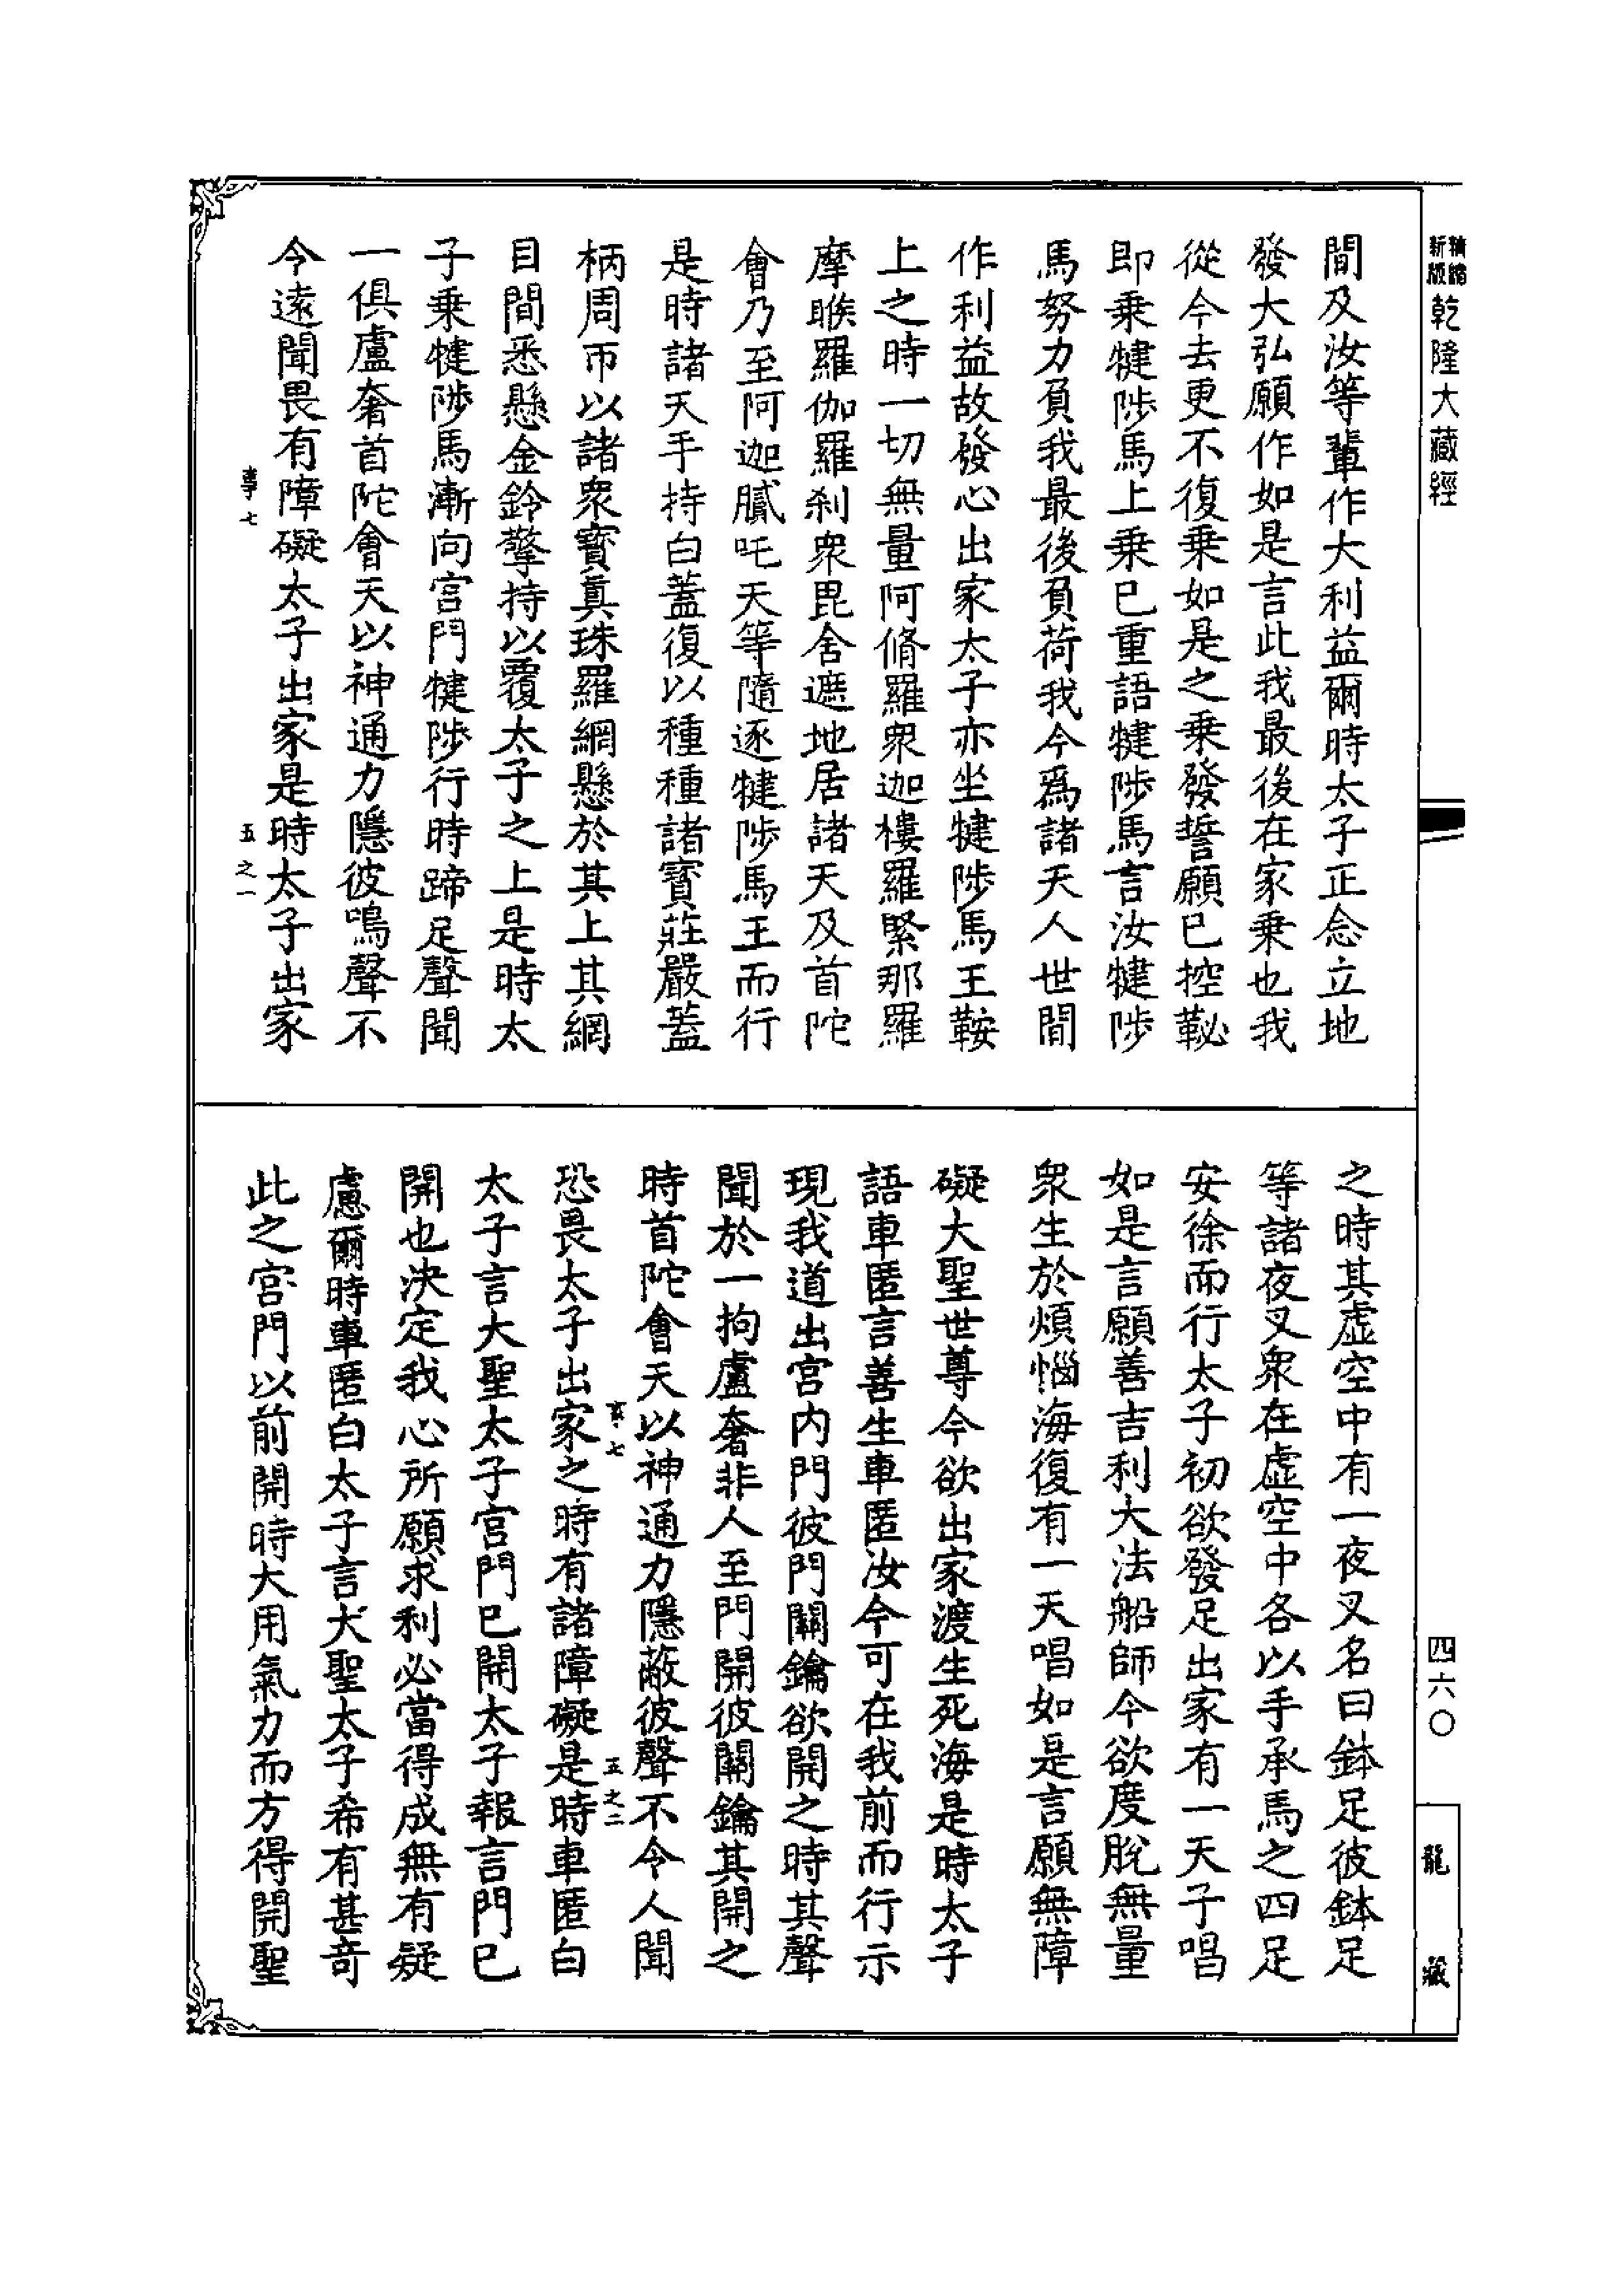 新版精縮乾隆大藏經
間及汝等輩作大利益爾時太子正念立地
發大弘願作如是言此我最後在家乗也我
從今去更不復乗如是之乗發誓願已控鞚
即乗犍陟馬上乗已重語犍陟馬言汝犍陟
馬努力負我最後負荷我今爲諸天人世間
作利益故發心出家太子亦坐犍陟馬王鞍
上之時一切無量阿脩羅衆迦樓羅緊那羅
摩睺羅伽羅剎衆毘舍遮地居諸天及首陀
會乃至阿迦膩吒天等隨逐犍陟馬王而行
是時諸天手持白蓋復以種種諸寶莊嚴蓋
柄周帀以諸衆寳真珠羅網懸於其上其網
目間悉懸金鈴擎持以覆太子之上是時太
子乗犍陟馬漸向宮門犍陟行時蹄足聲聞
一俱盧奢首陀會天以神通力隱彼鳴聲不
令遠聞畏有障礙太子出家是時太子出家
孝七 五之一
之時其虛空中有一夜叉名曰鉢足彼鉢足
等諸夜叉衆在虛空中各以手承馬之四足
安徐而行太子初欲發足出家有一天子唱
如是言願善吉利大法船師今欲度脫無量
衆生於煩惱海復有一天唱如是言願無障
礙大聖世尊今欲出家渡生死海是時太子
語車匿言善生車匿汝今可在我前而行示
現我道出宮内門彼門關鑰欲開之時其聲
聞於一拘盧奢非人至門開彼關鑰其開之
時首陀會天以神通力隱蔽彼聲不令人聞
孝七 五之二
恐畏太子出家之時有諸障礙是時車匿白
太子言大聖太子宮門已開太子報言門已
開也決定我心所願求利必當得成無有疑
慮爾時車匿白太子言大聖太子希有甚奇
此之宮門以前開時大用氣力而方得開聖
四六〇
龍藏